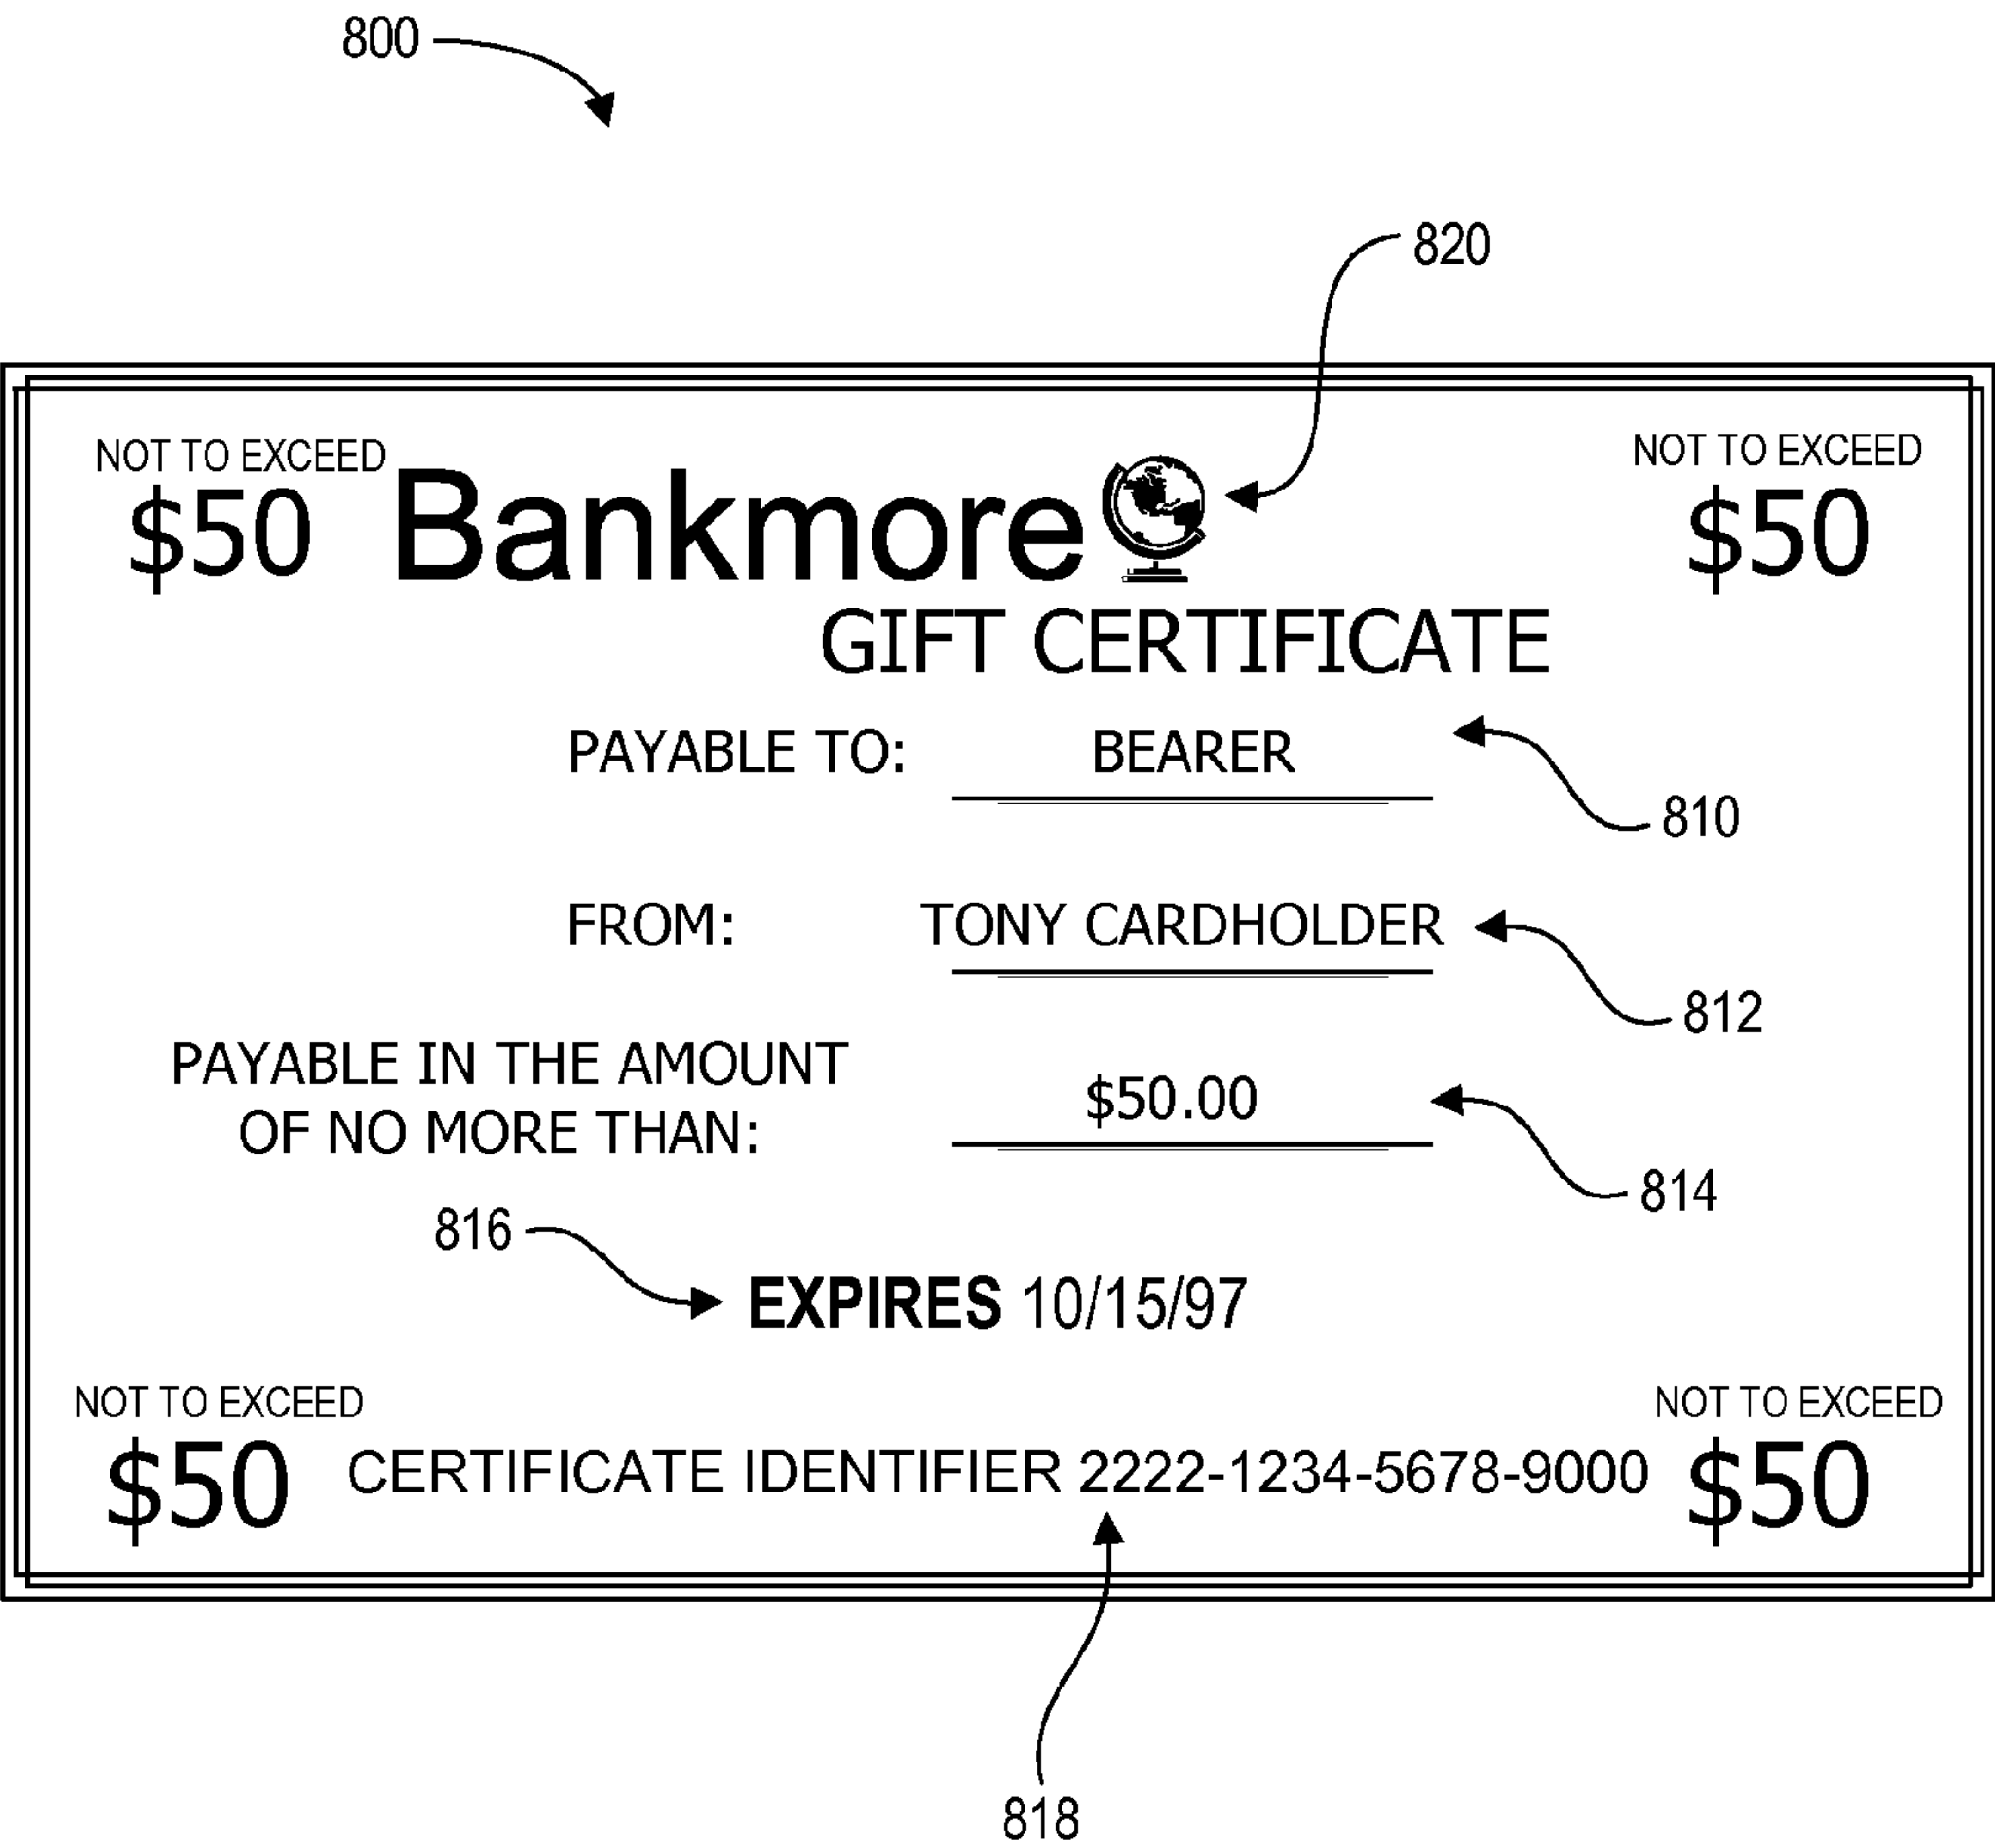 800
820
NOT TO EXCEED
$50
Bankmore
NOT TO EXCEED
$50
GIFT CERTIFICATE
PAYABLE TO: BEARER
810
FROM: TONY CARDHOLDER
812
PAYABLE IN THE AMOUNT
OF NO MORE THAN:
$50.00
814
816
EXPIRES 10/15/97
NOT TO EXCEED
$50
CERTIFICATE IDENTIFIER 2222-1234-5678-9000
NOT TO EXCEED
$50
818